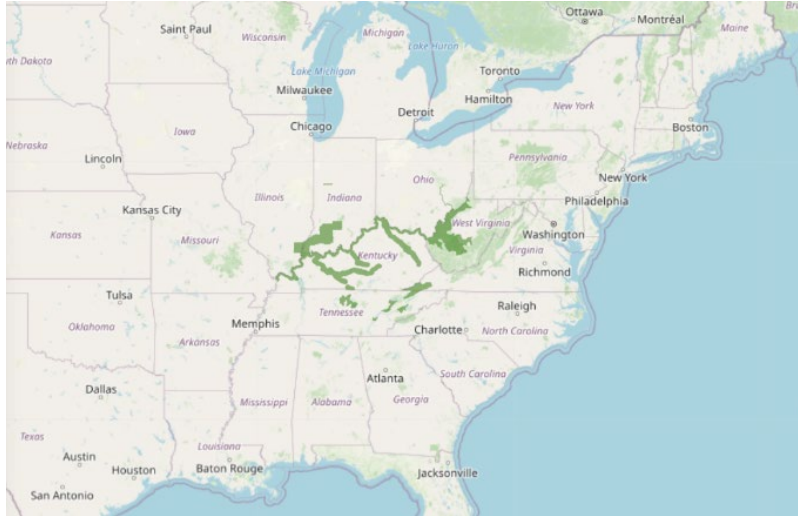 Ottawa
Montréal
Maine
Saint Paul
Wisconsin
Michigan
Lake Huron
uth Dakota
Lake Michigan
Toronto
Milwaukee
Hamilton
New York
Detroit
Boston
Chicago
Iowa
Nebraska
Lincoln
Pennsylvania
Ohio
New York
Illinois
Indiana
Philadelphia
Kansas City
West Virginia
Washington
Kansas
Missouri
Kentucky
Virginia
Richmond
Tulsa
Raleigh
Tennessee
Oklahoma
Memphis
Charlotte
North Carolina
Arkansas
Atlanta
South Carolina
Dallas
Mississippi
Alabama
Georgia
Texas
Louisiana
Austin
Houston
Baton Rouge
Jacksonville
San Antonio